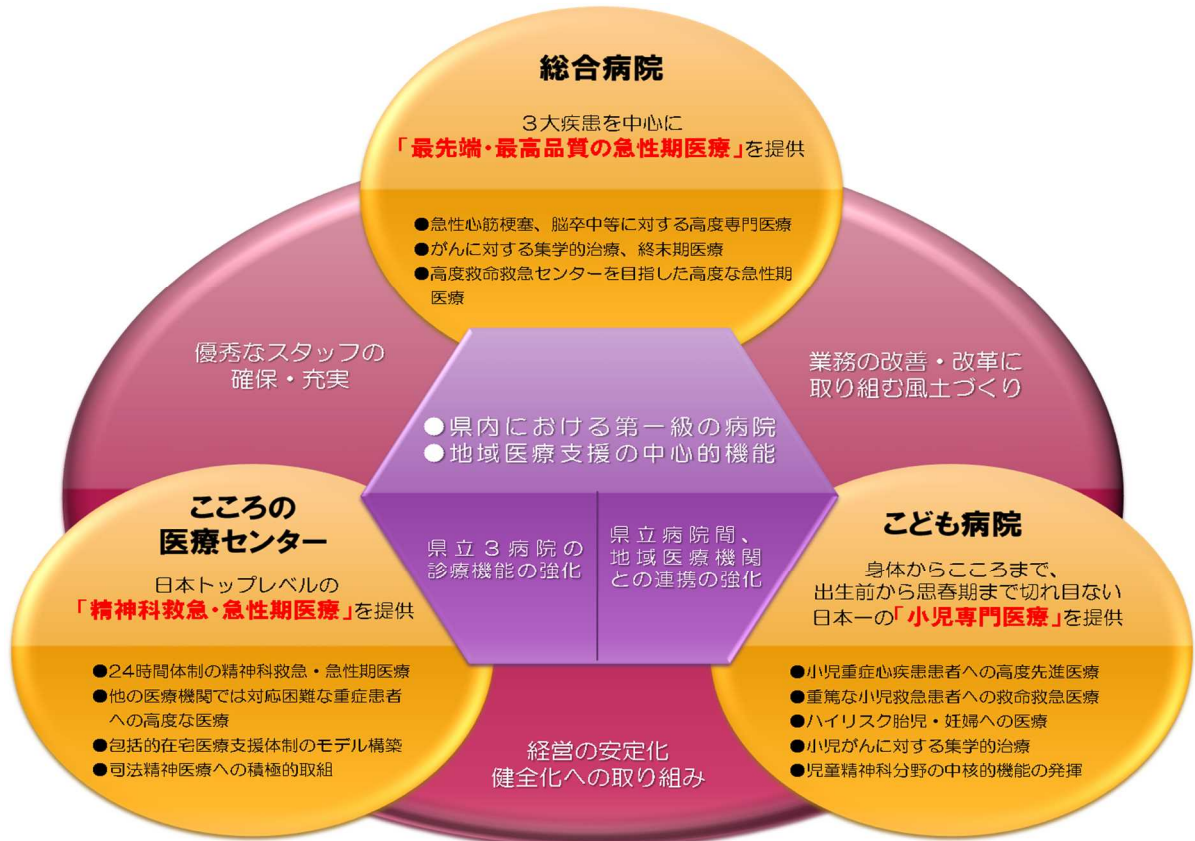 総合病院
3大疾患を中心に
「最先端・最高品質の急性期医療」を提供
●急性心筋梗塞、脳卒中等に対する高度専門医療
●がんに対する集学的治療、終末期医療
●高度救命救急センターを目指した高度な急性期
医療
優秀なスタッフの
確保・充実
業務の改善・改革に
取り組む風土づくり
●県内における第一級の病院
●地域医療支援の中心的機能
県立3病院の
診療機能の強化
県立病院間、
地域医療機関
との連携の強化
こころの
医療センター
日本トップレベルの
「精神科救急・急性期医療」を提供
●24時間体制の精神科救急・急性期医療
●他の医療機関では対応困難な重症患者
への高度な医療
●包括的在宅医療支援体制のモデル構築
●司法精神医療への積極的取組
こども病院
身体からこころまで、
出生前から思春期まで切れ目ない
日本一の「小児専門医療」を提供
●小児重症心疾患患者への高度先進医療
●重篤な小児救急患者への救命救急医療
●ハイリスク胎児・妊婦への医療
●小児がんに対する集学的治療
●児童精神科分野の中核的機能の発揮
経営の安定化
健全化への取り組み